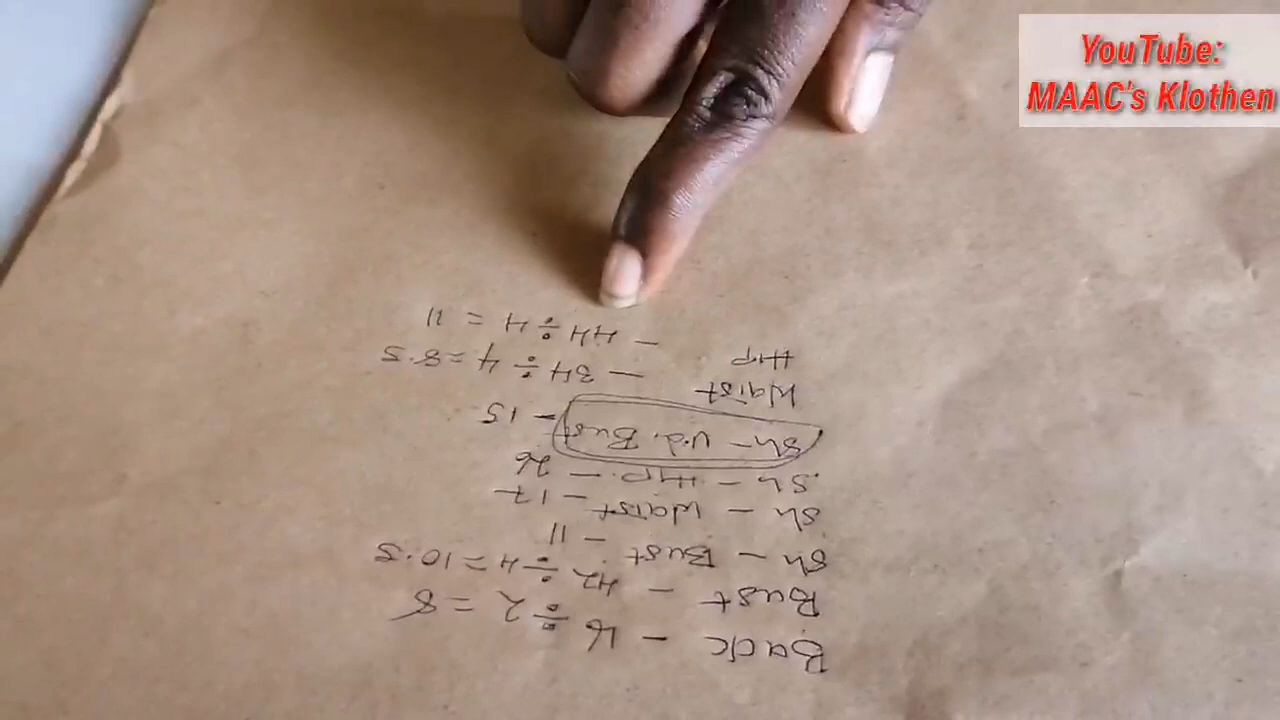 YouTube:
MAAC's Klothen
Back - 16 ÷ 2 = 8
Bust - 42 ÷ 4 = 10.5
Sh - Bust - 11
Sh - Waist - 17
Sh - Hip - 26
Sh - U.d. Bust - 15
Waist - 34 ÷ 4 = 8.5
Hip - 44 ÷ 4 = 11